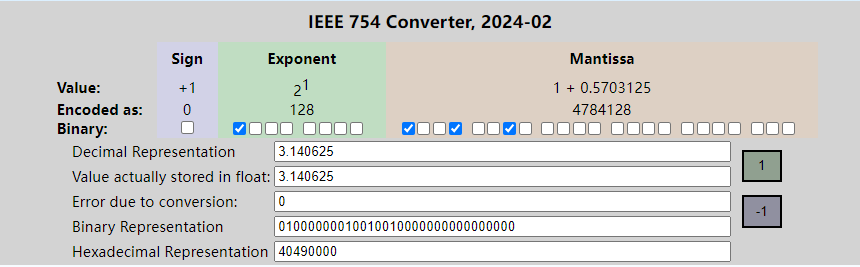 IEEE 754 Converter, 2024-02
Sign Exponent Mantissa
Value: +1 2^1 1 + 0.5703125
Encoded as: 0 128 4784128
Binary:
Decimal Representation 3.140625
1
Value actually stored in float: 3.140625
Error due to conversion: 0
-1
Binary Representation 01000000010010010000000000000000
Hexadecimal Representation 40490000